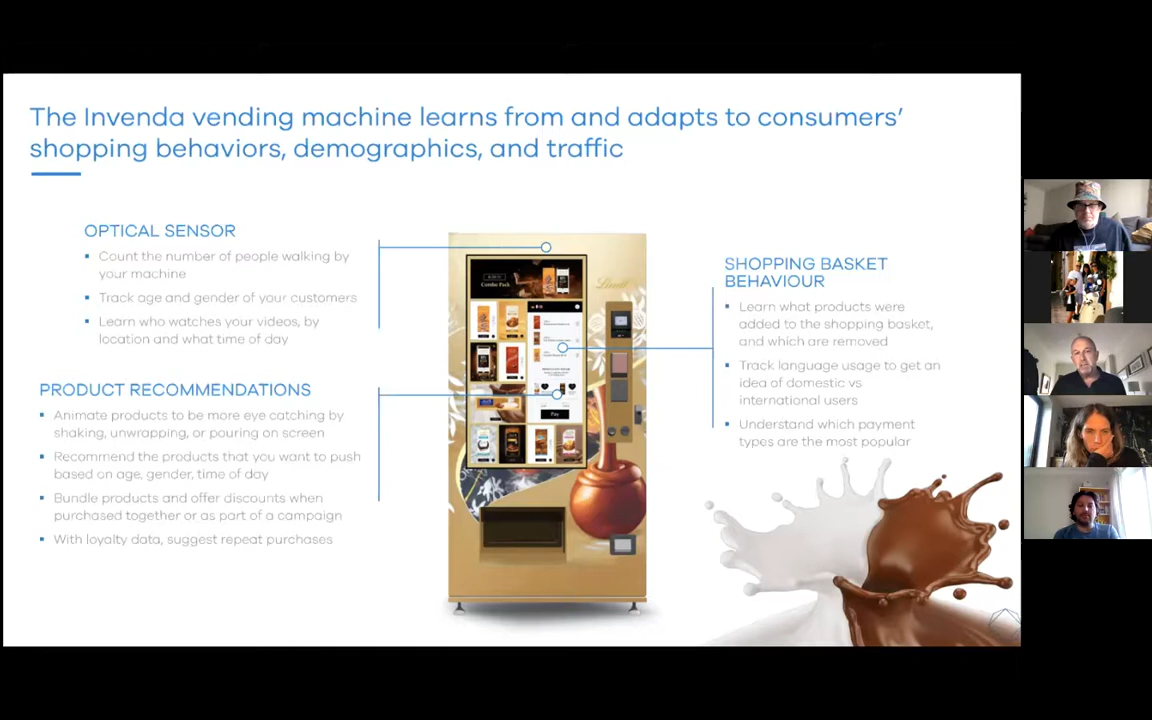 The Invenda vending machine learns from and adapts to consumers’
shopping behaviors, demographics, and traffic
OPTICAL SENSOR
Count the number of people walking by
your machine
Track age and gender of your customers
Learn who watches your videos, by
location and what time of day
PRODUCT RECOMMENDATIONS
Animate products to be more eye catching by
shaking, unwrapping, or pouring on screen
Recommend the products that you want to push
based on age, gender, time of day
Bundle products and offer discounts when
purchased together or as part of a campaign
With loyalty data, suggest repeat purchases
Combo Pack
Lindt
Pay
SHOPPING BASKET
BEHAVIOUR
Learn what products were
added to the shopping basket,
and which are removed
Track language usage to get an
idea of domestic vs
international users
Understand which payment
types are the most popular